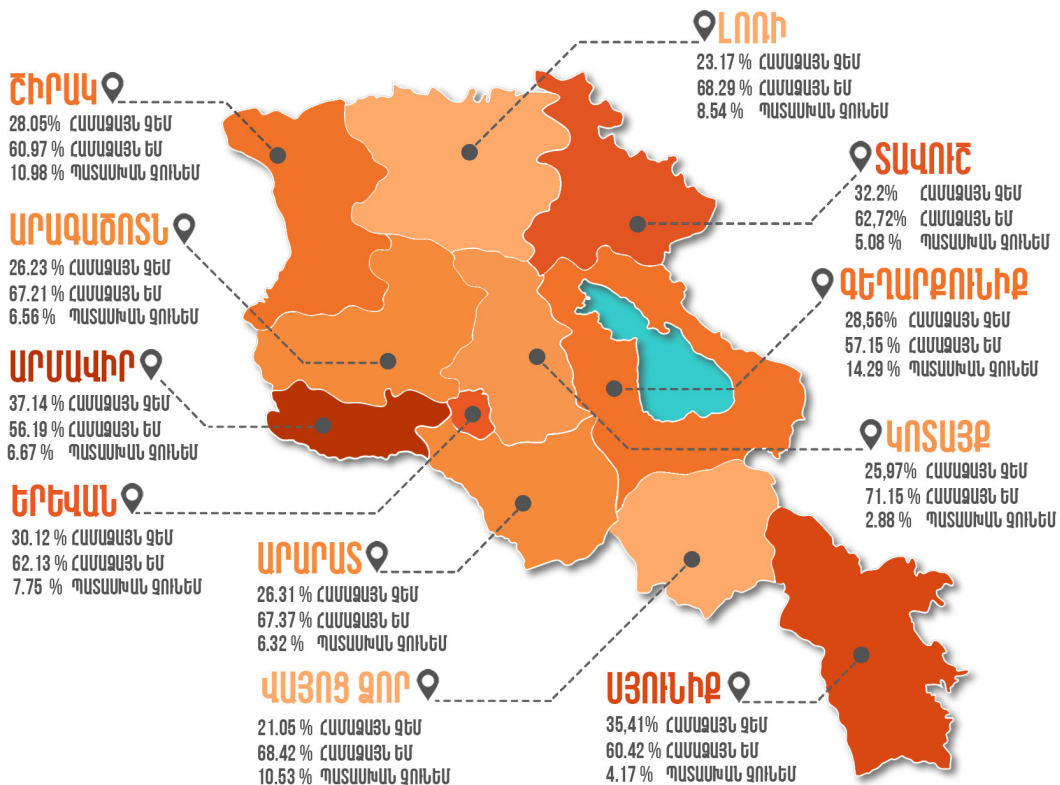 ԼՈՌԻ
23.17 % ՀԱՄԱՁԱՅՆ ՉԵՄ
68.29 % ՀԱՄԱՁԱՅՆ ԵՄ
8.54 % ՊԱՏԱՍԽԱՆ ՉՈՒՆԵՄ
ՇԻՐԱԿ
28.05% ՀԱՄԱՁԱՅՆ ՉԵՄ
60.97 % ՀԱՄԱՁԱՅՆ ԵՄ
10.98 % ՊԱՏԱՍԽԱՆ ՉՈՒՆԵՄ
ՏԱՎՈՒՇ
32.2% ՀԱՄԱՁԱՅՆ ՉԵՄ
62,72% ՀԱՄԱՁԱՅՆ ԵՄ
5.08 % ՊԱՏԱՍԽԱՆ ՉՈՒՆԵՄ
ԱՐԱԳԱԾՈՏՆ
26.23 % ՀԱՄԱՁԱՅՆ ՉԵՄ
67.21 % ՀԱՄԱՁԱՅՆ ԵՄ
6.56 % ՊԱՏԱՍԽԱՆ ՉՈՒՆԵՄ
ԳԵՂԱՐՔՈՒՆԻՔ
28,56% ՀԱՄԱՁԱՅՆ ՉԵՄ
57.15 % ՀԱՄԱՁԱՅՆ ԵՄ
14.29 % ՊԱՏԱՍԽԱՆ ՉՈՒՆԵՄ
ԱՐՄԱՎԻՐ
37.14 % ՀԱՄԱՁԱՅՆ ՉԵՄ
56.19 % ՀԱՄԱՁԱՅՆ ԵՄ
6.67 % ՊԱՏԱՍԽԱՆ ՉՈՒՆԵՄ
ԿՈՏԱՅՔ
25,97% ՀԱՄԱՁԱՅՆ ՉԵՄ
71.15 % ՀԱՄԱՁԱՅՆ ԵՄ
2.88 % ՊԱՏԱՍԽԱՆ ՉՈՒՆԵՄ
ԵՐԵՎԱՆ
30.12 % ՀԱՄԱՁԱՅՆ ՉԵՄ
62.13 % ՀԱՄԱՁԱՅՆ ԵՄ
7.75 % ՊԱՏԱՍԽԱՆ ՉՈՒՆԵՄ
ԱՐԱՐԱՏ
26.31 % ՀԱՄԱՁԱՅՆ ՉԵՄ
67.37 % ՀԱՄԱՁԱՅՆ ԵՄ
6.32 % ՊԱՏԱՍԽԱՆ ՉՈՒՆԵՄ
ՎԱՅՈՑ ՁՈՐ
21.05 % ՀԱՄԱՁԱՅՆ ՉԵՄ
68.42 % ՀԱՄԱՁԱՅՆ ԵՄ
10.53 % ՊԱՏԱՍԽԱՆ ՉՈՒՆԵՄ
ՍՅՈՒՆԻՔ
35,41% ՀԱՄԱՁԱՅՆ ՉԵՄ
60.42 % ՀԱՄԱՁԱՅՆ ԵՄ
4.17 % ՊԱՏԱՍԽԱՆ ՉՈՒՆԵՄ